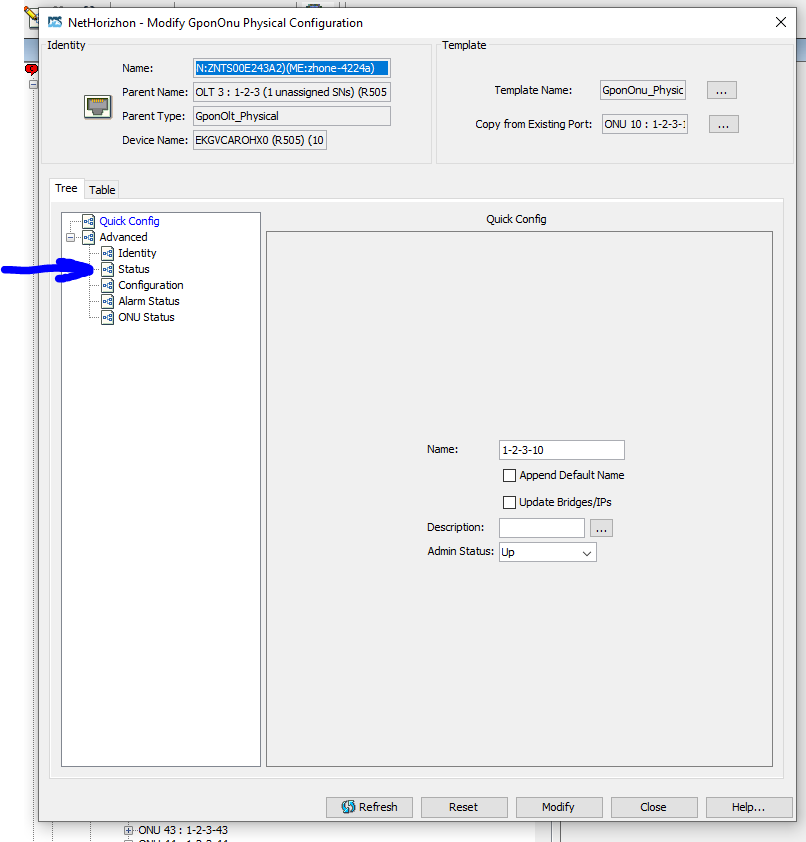 NetHorizhon - Modify GponOnu Physical Configuration
Identity
Name: N:ZNTS00E243A2)(ME:zhone-4224a)
Parent Name: OLT 3 : 1-2-3 (1 unassigned SNs) (R505
Parent Type: GponOlt_Physical
Device Name: EKGVCAROHX0 (R505) (10
Template
Template Name: GponOnu_Physic ...
Copy from Existing Port: ONU 10 : 1-2-3-1 ...
Tree Table
Quick Config
Advanced
Identity
Status
Configuration
Alarm Status
ONU Status
Quick Config
Name: 1-2-3-10
Append Default Name
Update Bridges/IPs
Description: ...
Admin Status: Up
Refresh Reset Modify Close Help...
ONU 43 : 1-2-3-43